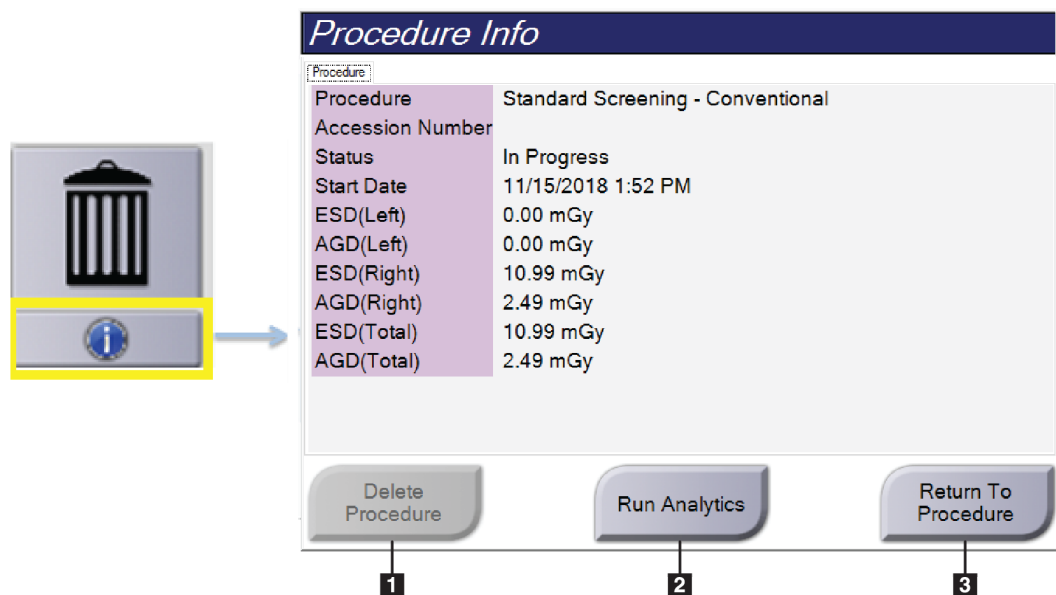 Procedure Info
Procedure
Procedure Standard Screening - Conventional
Accession Number
Status In Progress
Start Date 11/15/2018 1:52 PM
ESD(Left) 0.00 mGy
AGD(Left) 0.00 mGy
ESD(Right) 10.99 mGy
AGD(Right) 2.49 mGy
ESD(Total) 10.99 mGy
AGD(Total) 2.49 mGy
i
Delete
Procedure
Run Analytics
Return To
Procedure
1 2 3